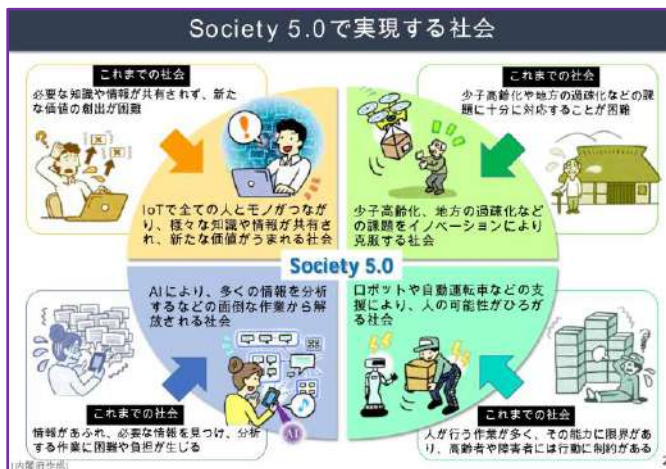 Society 5.0で実現する社会
これまでの社会
必要な知識や情報が共有されず、新た
な価値の創出が困難
これまでの社会
少子高齢化や地方の過疎化などの課
題に十分に対応することが困難
IoTで全ての人とモノがつなが
り、様々な知識や情報が共有さ
れ、新たな価値がうまれる社会
少子高齢化、地方の過疎化など
の課題をイノベーションにより
克服する社会
Society 5.0
AIにより、多くの情報を分析
するなどの面倒な作業から解
放される社会
ロボットや自動運転車などの支
援により、人の可能性がひろが
る社会
AI
これまでの社会
情報があふれ、必要な情報を見つけ、分析
する作業に困難や負担が生じる
これまでの社会
人が行う作業が多く、その能力に限界があ
り、高齢者や障害者には行動に制約がある
[内閣府作成]